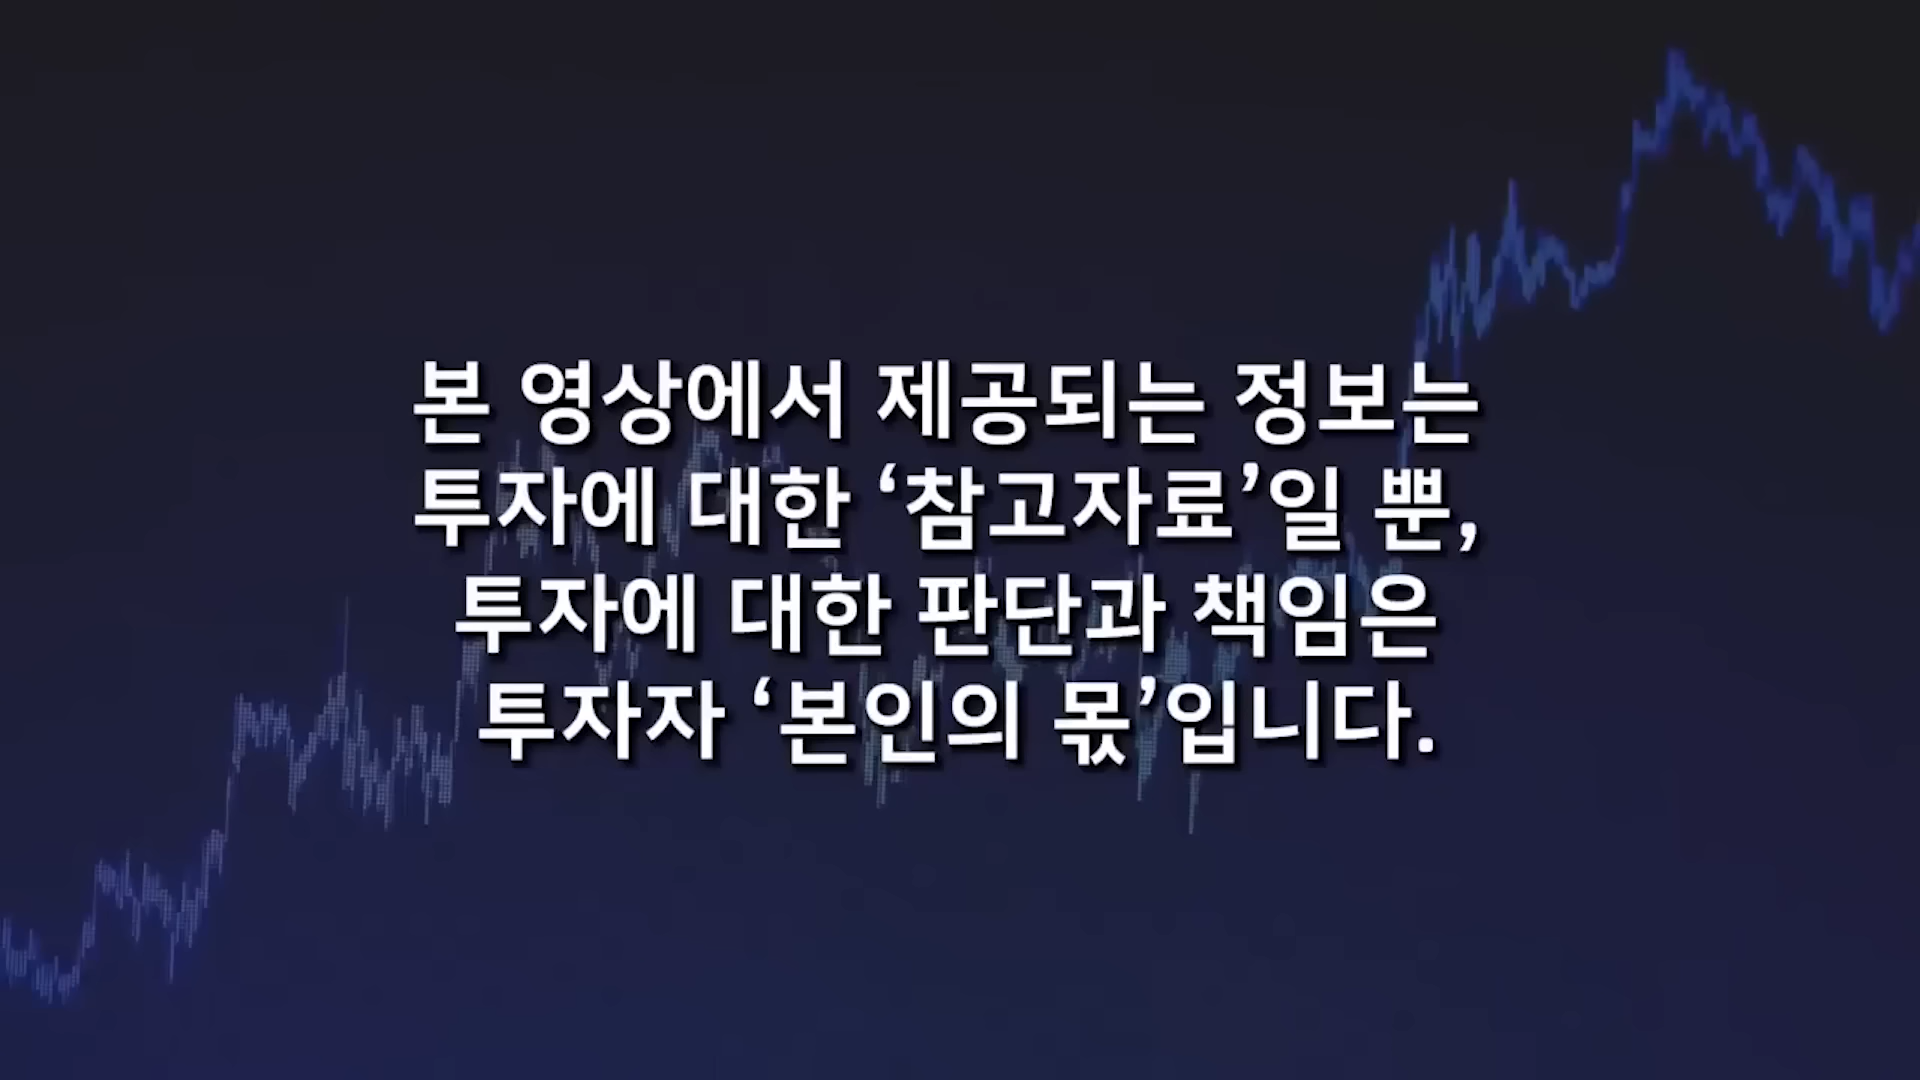 본 영상에서 제공되는 정보는
투자에 대한 ‘참고자료’일 뿐,
투자에 대한 판단과 책임은
투자자 ‘본인의 몫’입니다.